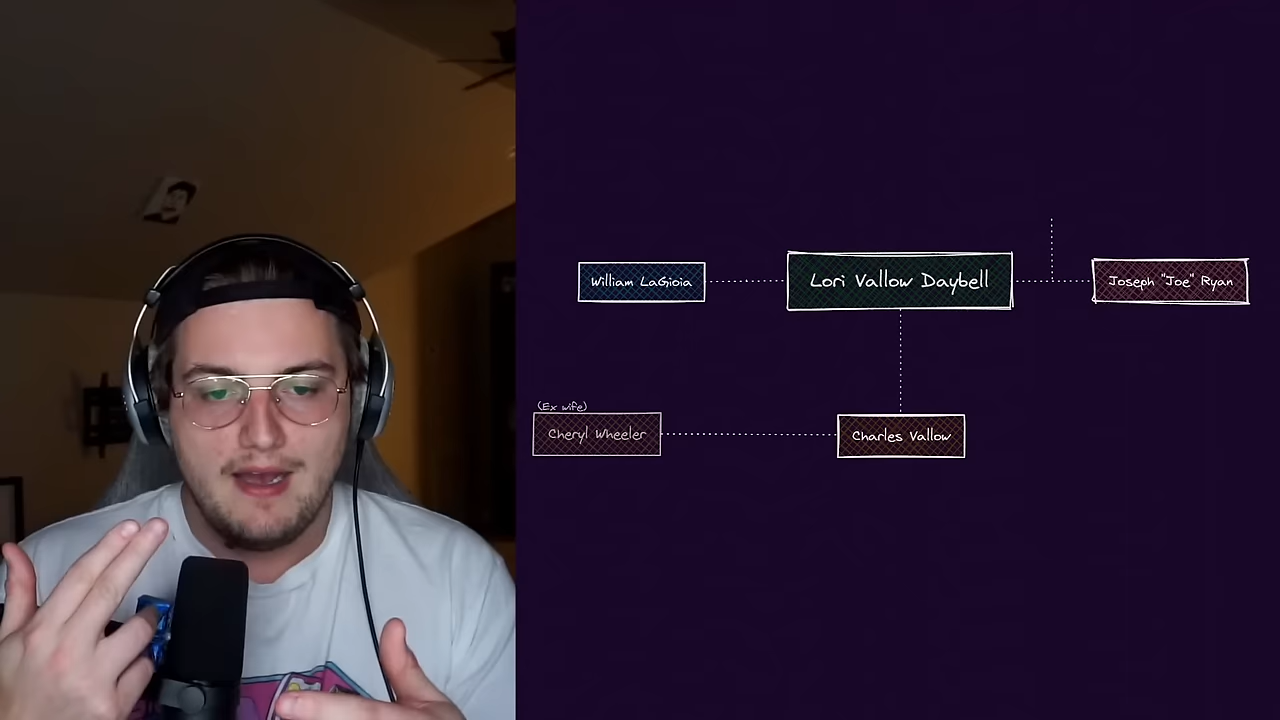 William LaGioia
Lori Vallow Daybell
Joseph "Joe" Ryan
(Ex wife)
Cheryl Wheeler
Charles Vallow